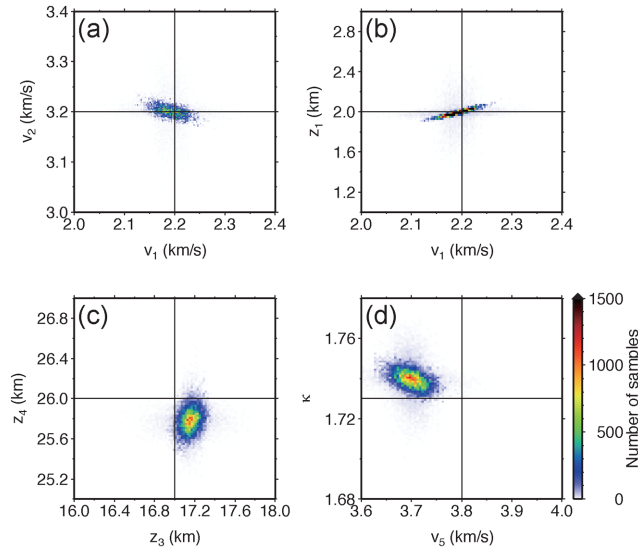 (a)
3.4
3.3
3.2
3.1
3.0
v2 (km/s)
2.0 2.1 2.2 2.3 2.4
v1 (km/s)
(b)
2.8
2.4
2.0
1.6
1.2
z1 (km)
2.0 2.1 2.2 2.3 2.4
v1 (km/s)
(c)
26.8
26.4
26.0
25.6
25.2
z4 (km)
16.0 16.4 16.8 17.2 17.6 18.0
z3 (km)
(d)
1.76
1.72
1.68
κ
3.6 3.7 3.8 3.9 4.0
v5 (km/s)
1500
1000
500
0
Number of samples